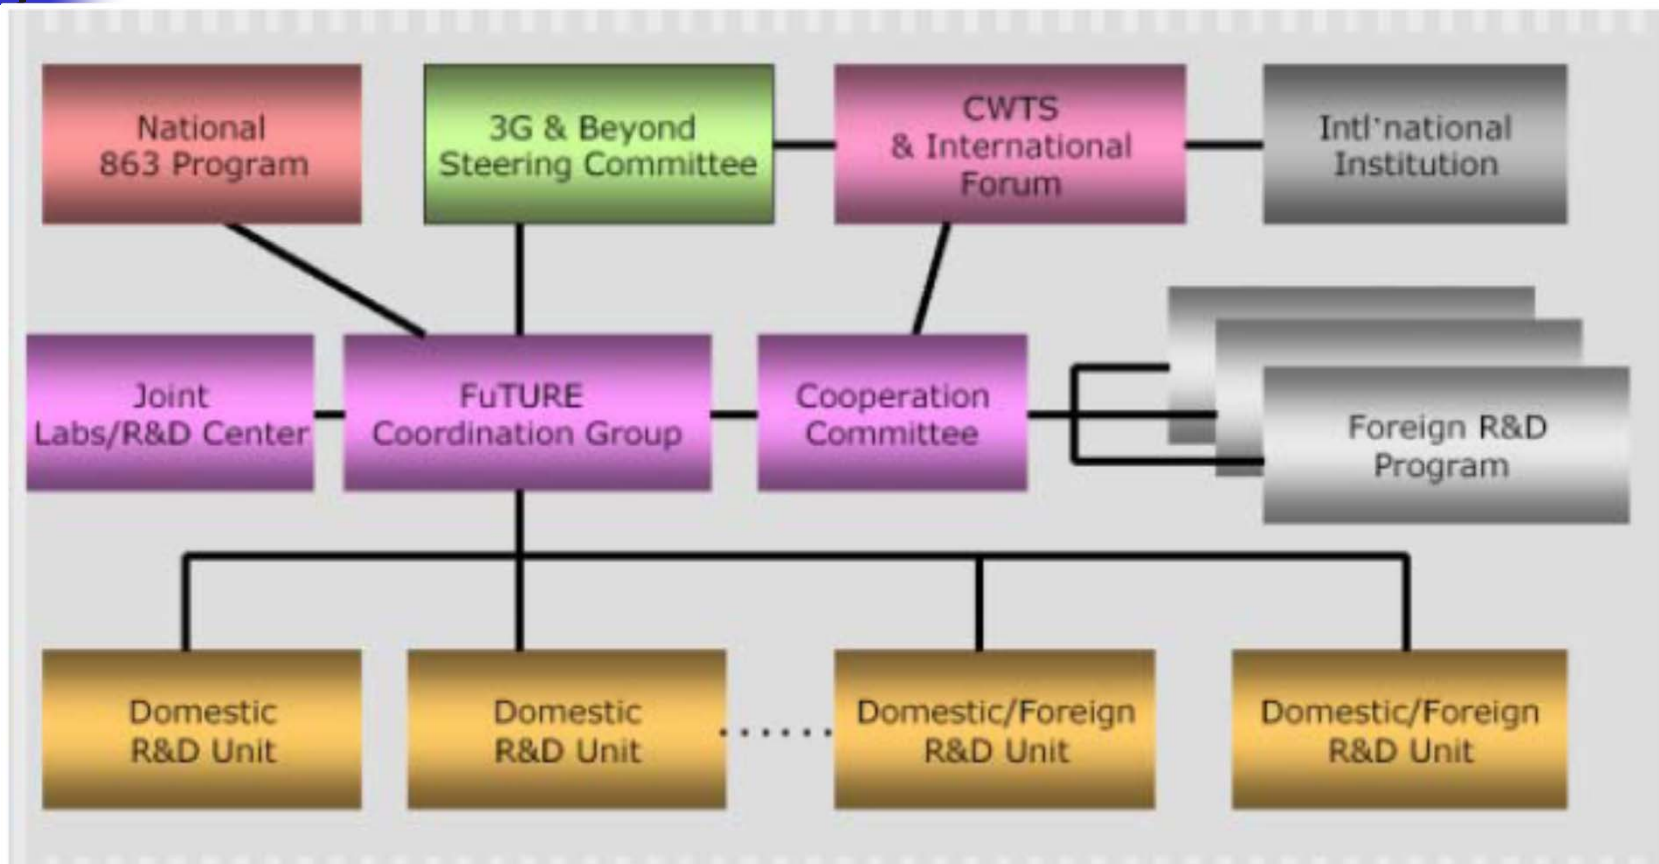 National
863 Program
3G & Beyond
Steering Committee
CWTS
& International
Forum
Intl'national
Institution
Joint
Labs/R&D Center
FuTURE
Coordination Group
Cooperation
Committee
Foreign R&D
Program
Domestic
R&D Unit
Domestic
R&D Unit
......
Domestic/Foreign
R&D Unit
Domestic/Foreign
R&D Unit